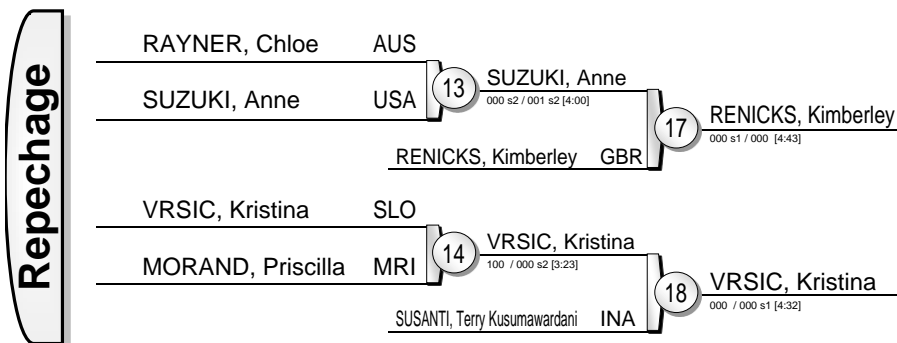 Repechage
RAYNER, Chloe AUS
SUZUKI, Anne USA
13
SUZUKI, Anne
000 s2 / 001 s2 [4:00]
RENICKS, Kimberley GBR
17
RENICKS, Kimberley
000 s1 / 000 [4:43]
VRSIC, Kristina SLO
MORAND, Priscilla MRI
14
VRSIC, Kristina
100 / 000 s2 [3:23]
SUSANTI, Terry Kusumawardani INA
18
VRSIC, Kristina
000 / 000 s1 [4:32]